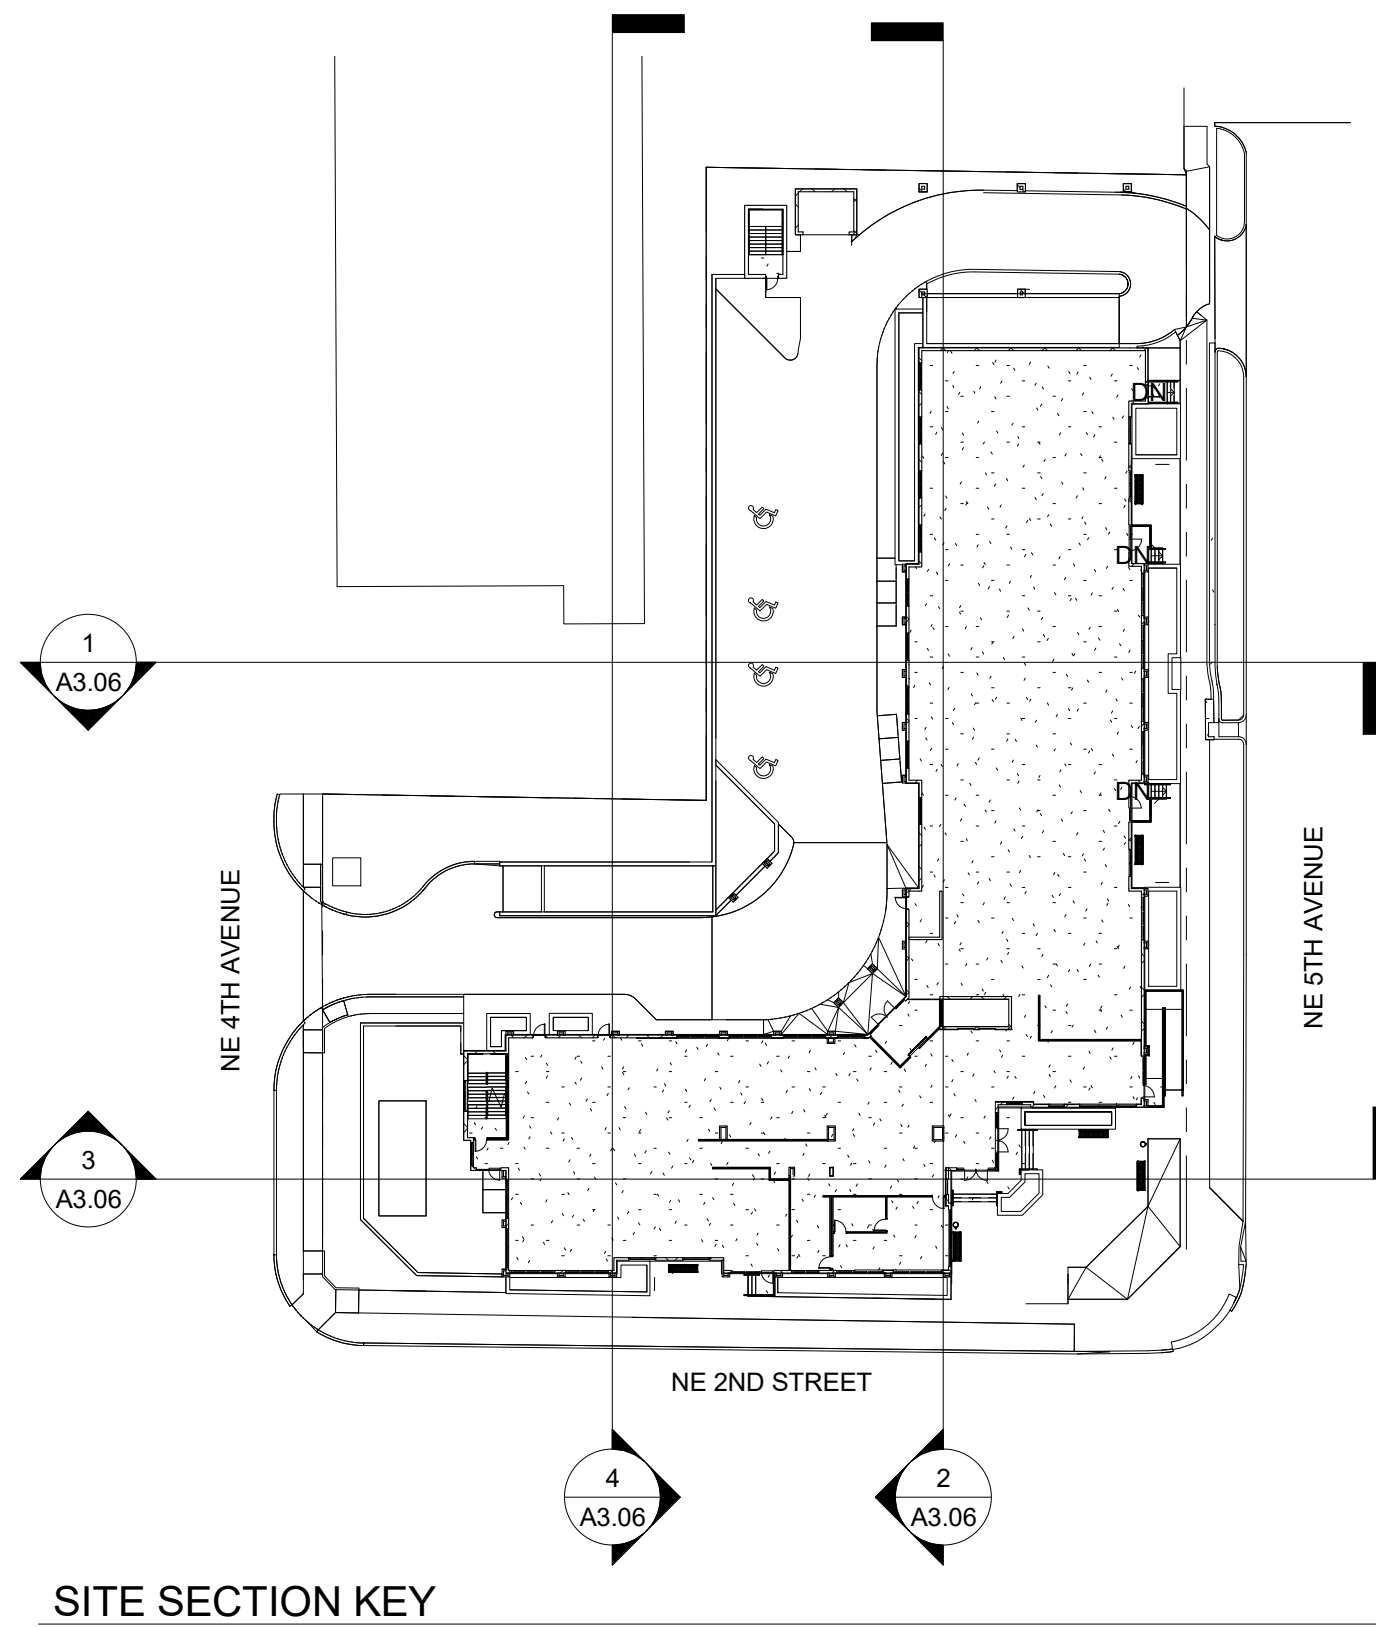 DN
DN
1
A3.06
DN
NE 4TH AVENUE
NE 5TH AVENUE
3
A3.06
NE 2ND STREET
4
A3.06
2
A3.06
SITE SECTION KEY